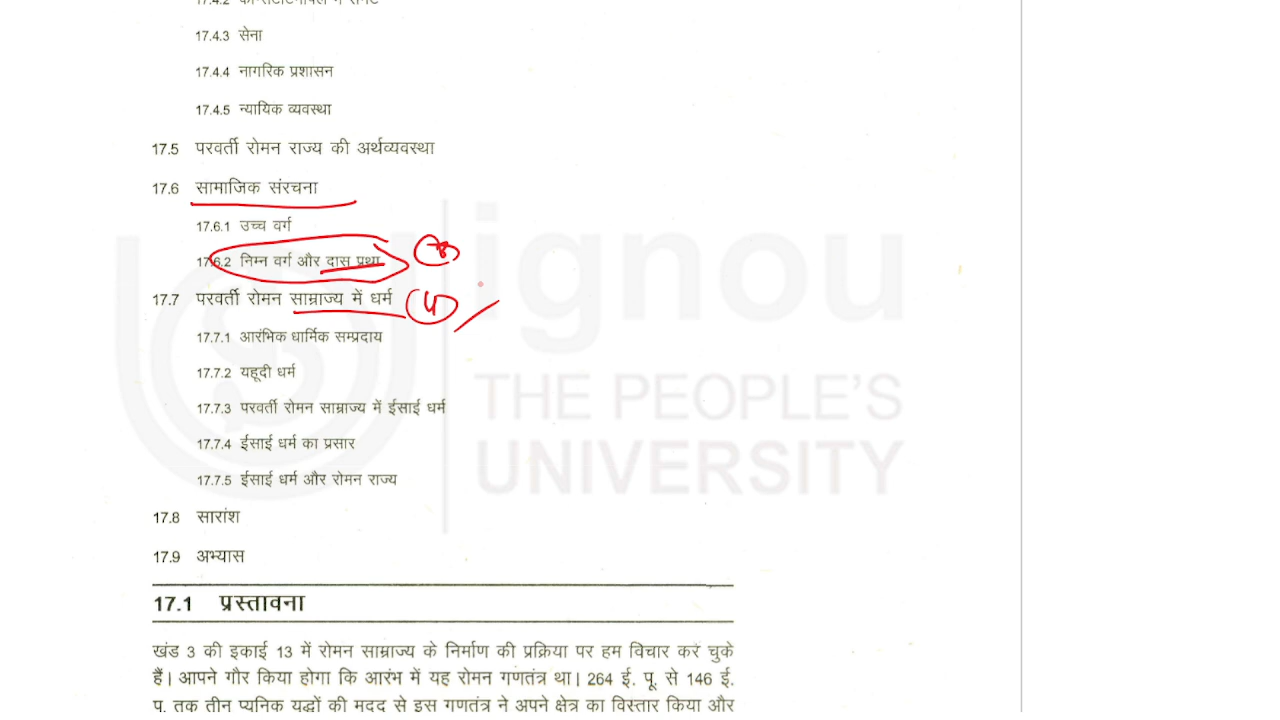 17.4.2
17.4.3 सेना
17.4.4 नागरिक प्रशासन
17.4.5 न्यायिक व्यवस्था
17.5 परवर्ती रोमन राज्य की अर्थव्यवस्था
17.6 सामाजिक संरचना
17.6.1 उच्च वर्ग
17.6.2 निम्न वर्ग और दास प्रथा
17.7 परवर्ती रोमन साम्राज्य में धर्म
17.7.1 आरंभिक धार्मिक सम्प्रदाय
17.7.2 यहूदी धर्म
17.7.3 परवर्ती रोमन साम्राज्य में ईसाई धर्म
17.7.4 ईसाई धर्म का प्रसार
17.7.5 ईसाई धर्म और रोमन राज्य
17.8 सारांश
17.9 अभ्यास
17.1 प्रस्तावना
खंड 3 की इकाई 13 में रोमन साम्राज्य के निर्माण की प्रक्रिया पर हम विचार कर चुके
हैं। आपने गौर किया होगा कि आरंभ में यह रोमन गणतंत्र था। 264 ई. पू. से 146 ई.
पू. तक तीन प्यूनिक युद्धों की मदद से इस गणतंत्र ने अपने क्षेत्र का विस्तार किया और
ignou
THE PEOPLE'S
UNIVERSITY